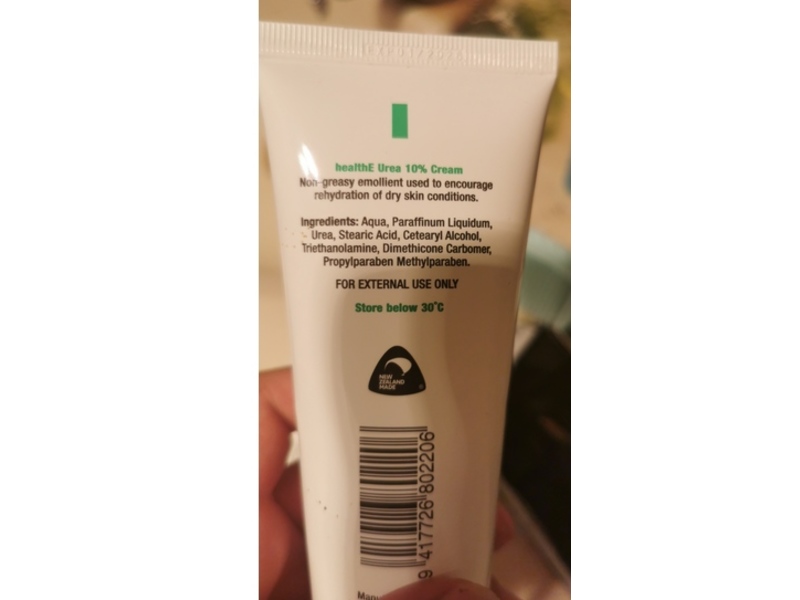 healthE Urea 10% Cream
Non-greasy emollient used to encourage
rehydration of dry skin conditions.
Ingredients: Aqua, Paraffinum Liquidum,
Urea, Stearic Acid, Cetearyl Alcohol,
Triethanolamine, Dimethicone Carbomer,
Propylparaben Methylparaben.
FOR EXTERNAL USE ONLY
Store below 30°C
NEW
ZEALAND
MADE
9 417726 802206